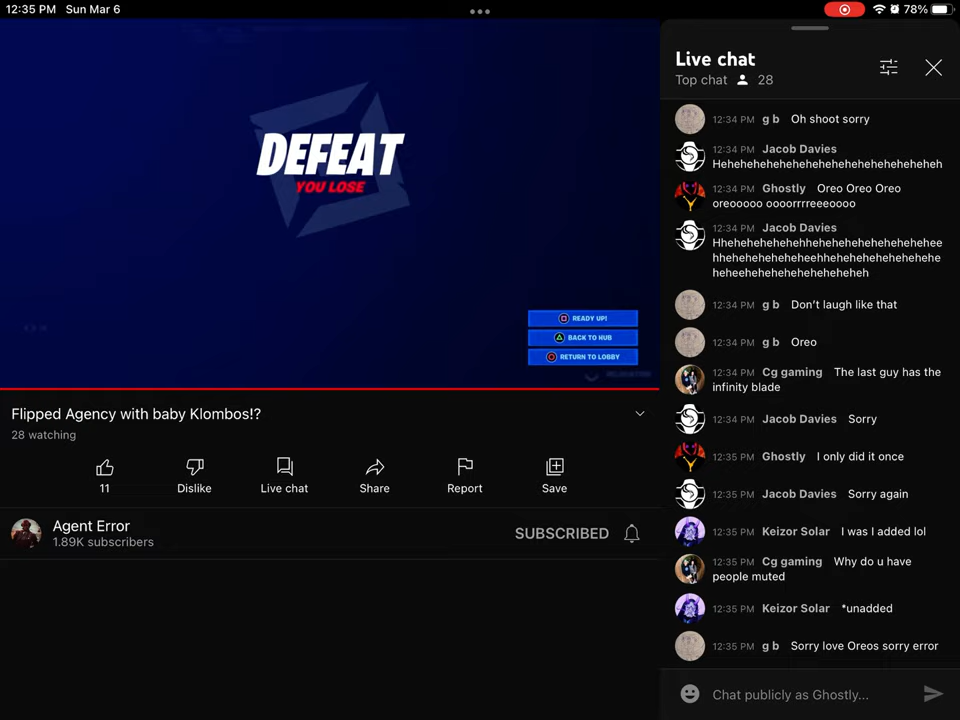 12:35 PM Sun Mar 6
78%
DEFEAT
YOU LOSE
READY UP!
BACK TO HUB
RETURN TO LOBBY
Flipped Agency with baby Klombos!?
28 watching
11
Dislike
Live chat
Share
Report
Save
Agent Error
1.89K subscribers
SUBSCRIBED
Live chat
Top chat 28
12:34 PM g b Oh shoot sorry
12:34 PM Jacob Davies
Heheheheheheheheheheheheheheheheheh
12:34 PM Ghostly Oreo Oreo Oreo
oreooooo oooorrrreeeoooo
12:34 PM Jacob Davies
Hhehehehehehhehehehehehehehehehehee
hhehehehehehehheehhehehehehehehehehe
heheehehehehehehehehehehe
12:34 PM g b Don't laugh like that
12:34 PM g b Oreo
12:34 PM Cg gaming The last guy has the
infinity blade
12:34 PM Jacob Davies Sorry
12:35 PM Ghostly I only did it once
12:35 PM Jacob Davies Sorry again
12:35 PM Keizor Solar I was I added lol
12:35 PM Cg gaming Why do u have
people muted
12:35 PM Keizor Solar *unadded
12:35 PM g b Sorry love Oreos sorry error
Chat publicly as Ghostly...